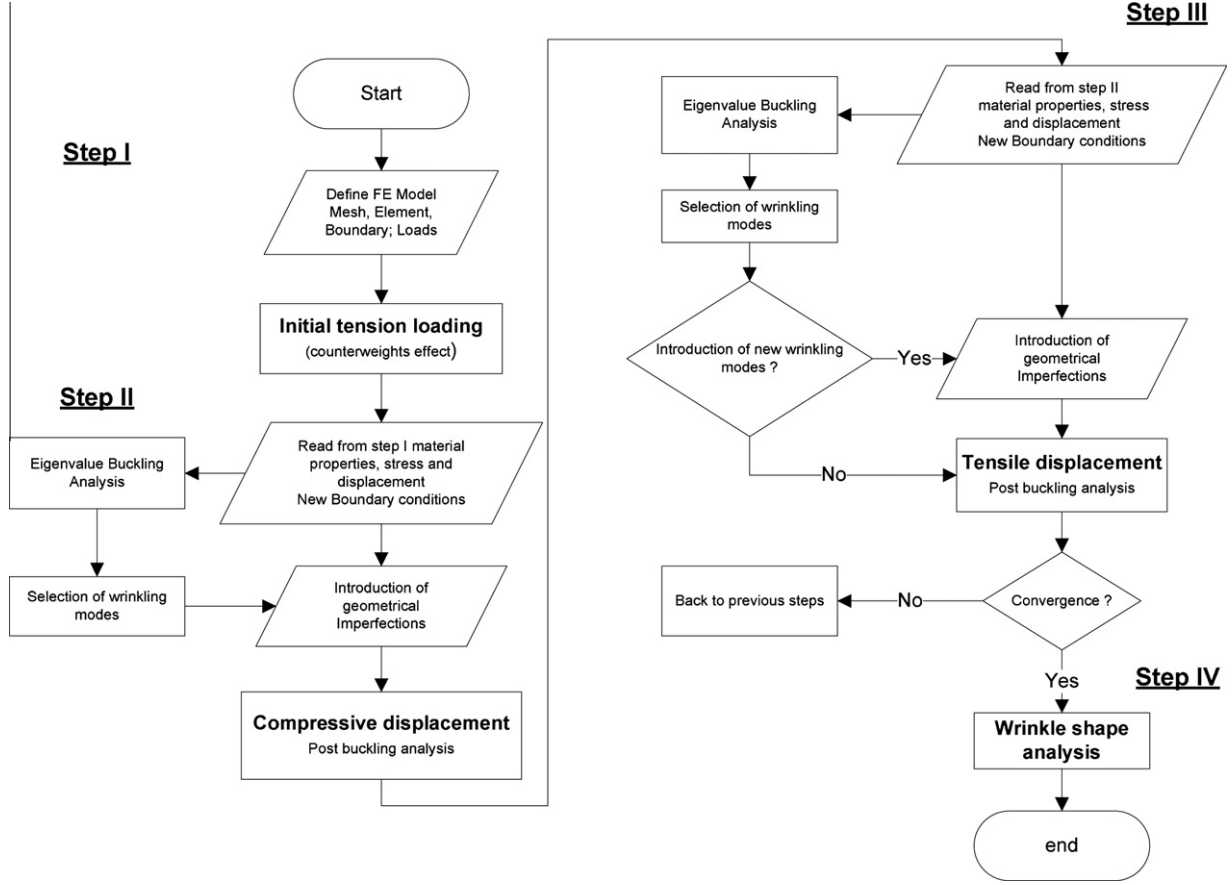 Step I
Start
Define FE Model
Mesh, Element,
Boundary; Loads
Initial tension loading
(counterweights effect)
Step II
Read from step I material
properties, stress and
displacement
New Boundary conditions
Eigenvalue Buckling
Analysis
Selection of wrinkling
modes
Introduction of
geometrical
Imperfections
Compressive displacement
Post buckling analysis
Step III
Read from step II
material properties, stress
and displacement
New Boundary conditions
Eigenvalue Buckling
Analysis
Selection of wrinkling
modes
Introduction of new wrinkling
modes ?
Yes
Introduction of
geometrical
Imperfections
No
Tensile displacement
Post buckling analysis
Convergence ?
No
Back to previous steps
Yes
Step IV
Wrinkle shape
analysis
end